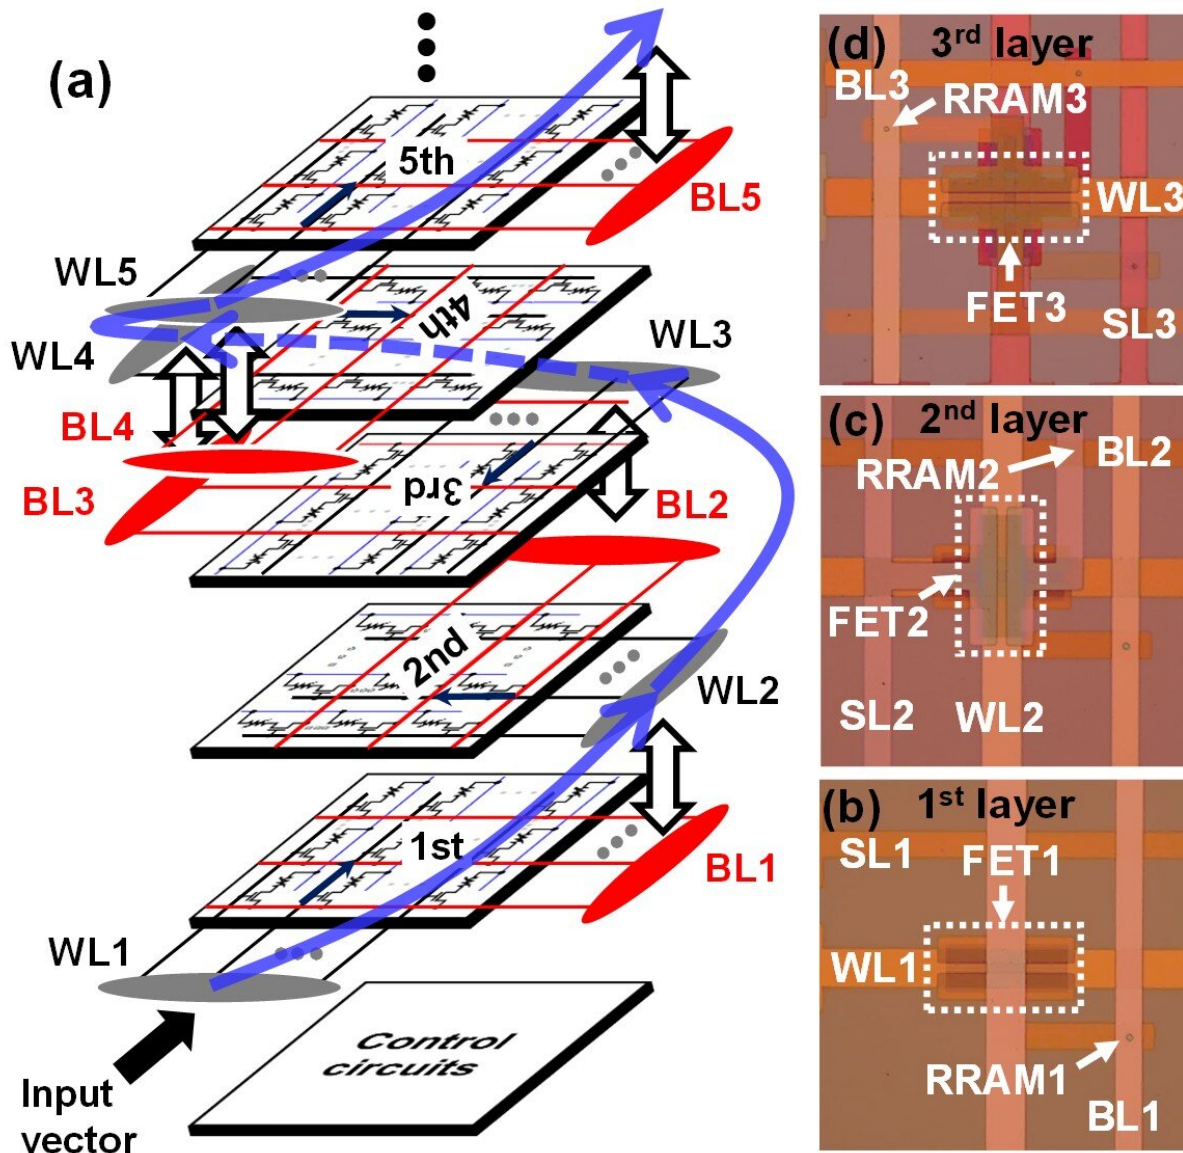 (a)
5th
BL5
WL5
4th
WL4
WL3
BL4
3rd
BL3
BL2
2nd
WL2
1st
BL1
WL1
Control
circuits
Input
vector
(d) 3rd layer
BL3
RRAM3
WL3
FET3
SL3
(c) 2nd layer
BL2
RRAM2
FET2
SL2
WL2
(b) 1st layer
SL1
FET1
WL1
RRAM1
BL1